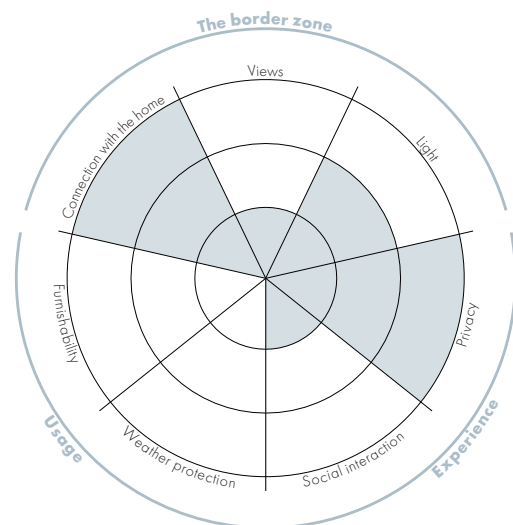 The border zone
Views
Connection with the home
Light
Furnishability
Privacy
Usage
Weather protection
Social interaction
Experience